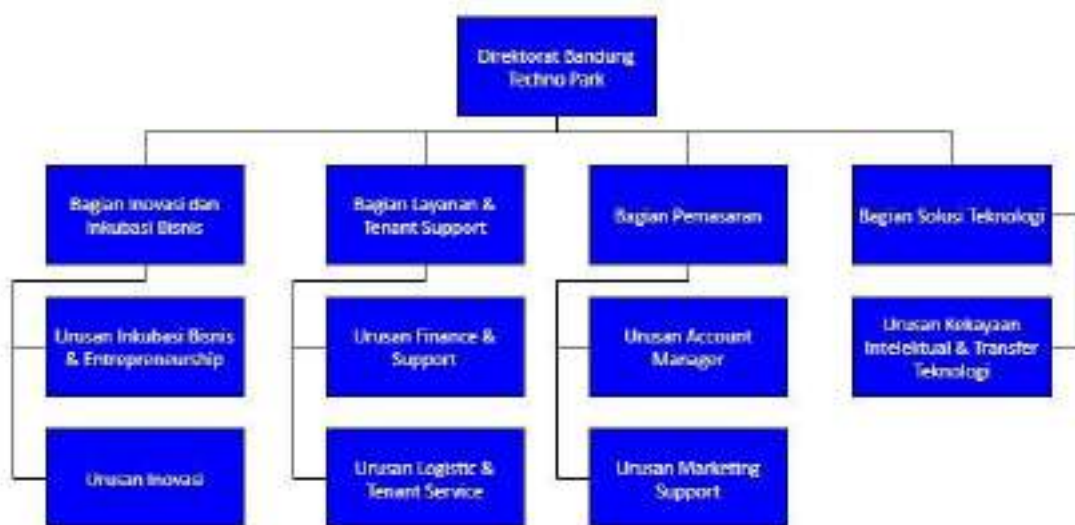 Direktorat Bandung
Techno Park
Bagian Inovasi dan
Inkubasi Bisnis
Bagian Layanan &
Tenant Support
Bagian Pemasaran
Bagian Solusi Teknologi
Urusan Inkubasi Bisnis
& Entrepreneurship
Urusan Finance &
Support
Urusan Account
Manager
Urusan Kekayaan
Intelektual & Transfer
Teknologi
Urusan Inovasi
Urusan Logistic &
Tenant Service
Urusan Marketing
Support